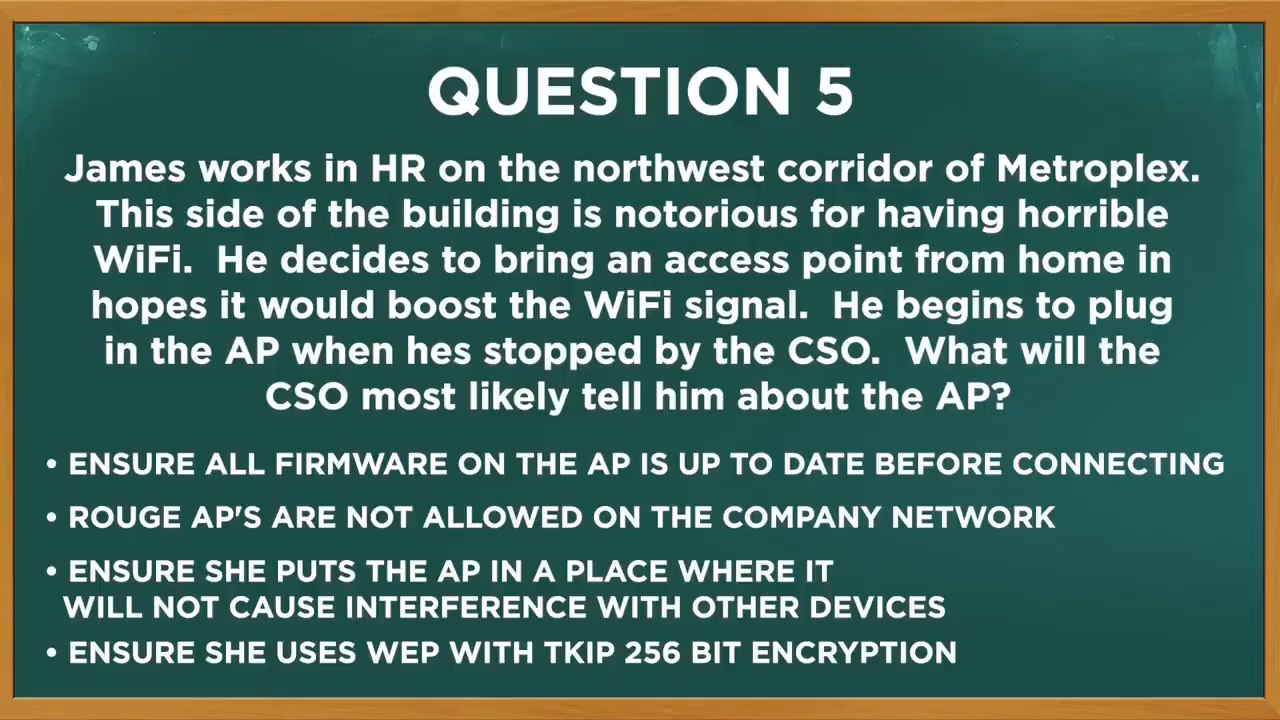 QUESTION 5
James works in HR on the northwest corridor of Metroplex.
This side of the building is notorious for having horrible
WiFi.  He decides to bring an access point from home in
hopes it would boost the WiFi signal.  He begins to plug
in the AP when hes stopped by the CSO.  What will the
CSO most likely tell him about the AP?
• ENSURE ALL FIRMWARE ON THE AP IS UP TO DATE BEFORE CONNECTING
• ROUGE AP'S ARE NOT ALLOWED ON THE COMPANY NETWORK
• ENSURE SHE PUTS THE AP IN A PLACE WHERE IT
WILL NOT CAUSE INTERFERENCE WITH OTHER DEVICES
• ENSURE SHE USES WEP WITH TKIP 256 BIT ENCRYPTION